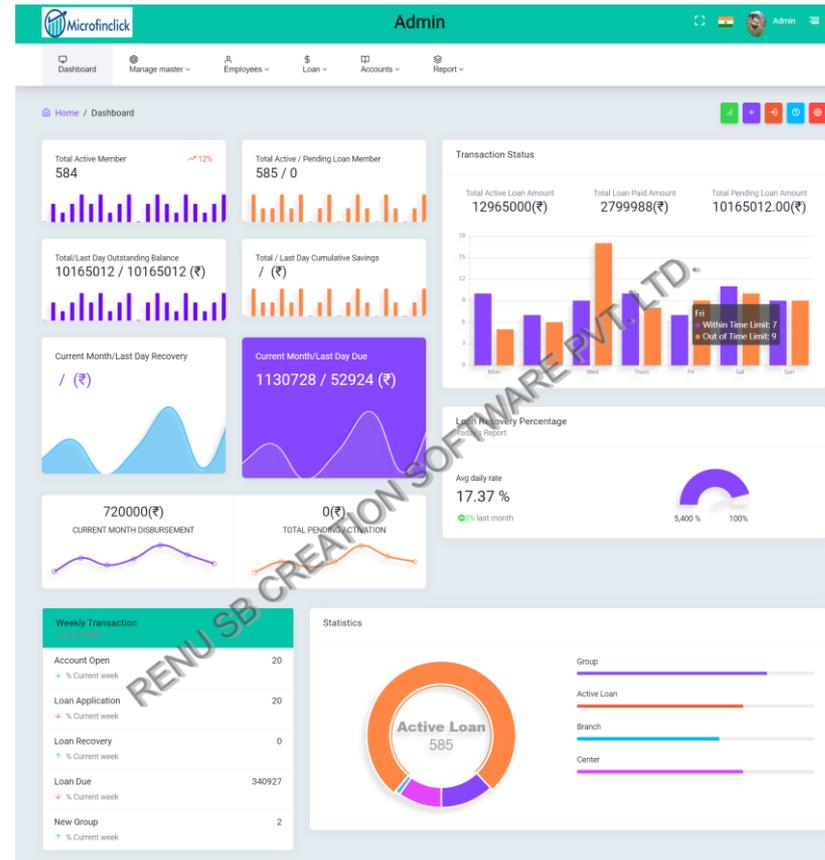 Microfinclick
Admin
Admin
Dashboard
Manage master
Employees
Loan
Accounts
Report
Home / Dashboard
Total Active Member
12%
584
Total Active / Pending Loan Member
585 / 0
Total/Last Day Outstanding Balance
10165012 / 10165012 (₹)
Total / Last Day Cumulative Savings
/ (₹)
Current Month/Last Day Recovery
/ (₹)
Current Month/Last Day Due
1130728 / 52924 (₹)
720000(₹)
CURRENT MONTH DISBURSEMENT
0(₹)
TOTAL PENDING ACTIVATION
Transaction Status
Total Active Loan Amount
12965000(₹)
Total Loan Paid Amount
2799988(₹)
Total Pending Loan Amount
10165012.00(₹)
18
15
12
9
6
3
0
Mon
Wed
Thurs
Fri
Sat
Sun
Fri
Within Time Limit: 7
Out of Time Limit: 9
Loan Recovery Percentage
Today's Report
Avg daily rate
17.37 %
3% last month
5,400 %
100%
Weekly Transaction
Account Open
20
% Current week
Loan Application
20
% Current week
Loan Recovery
0
% Current week
Loan Due
340927
% Current week
New Group
2
% Current week
Statistics
Active Loan
585
Group
Active Loan
Branch
Center
RENU SB CREATION SOFTWARE PVT. LTD.